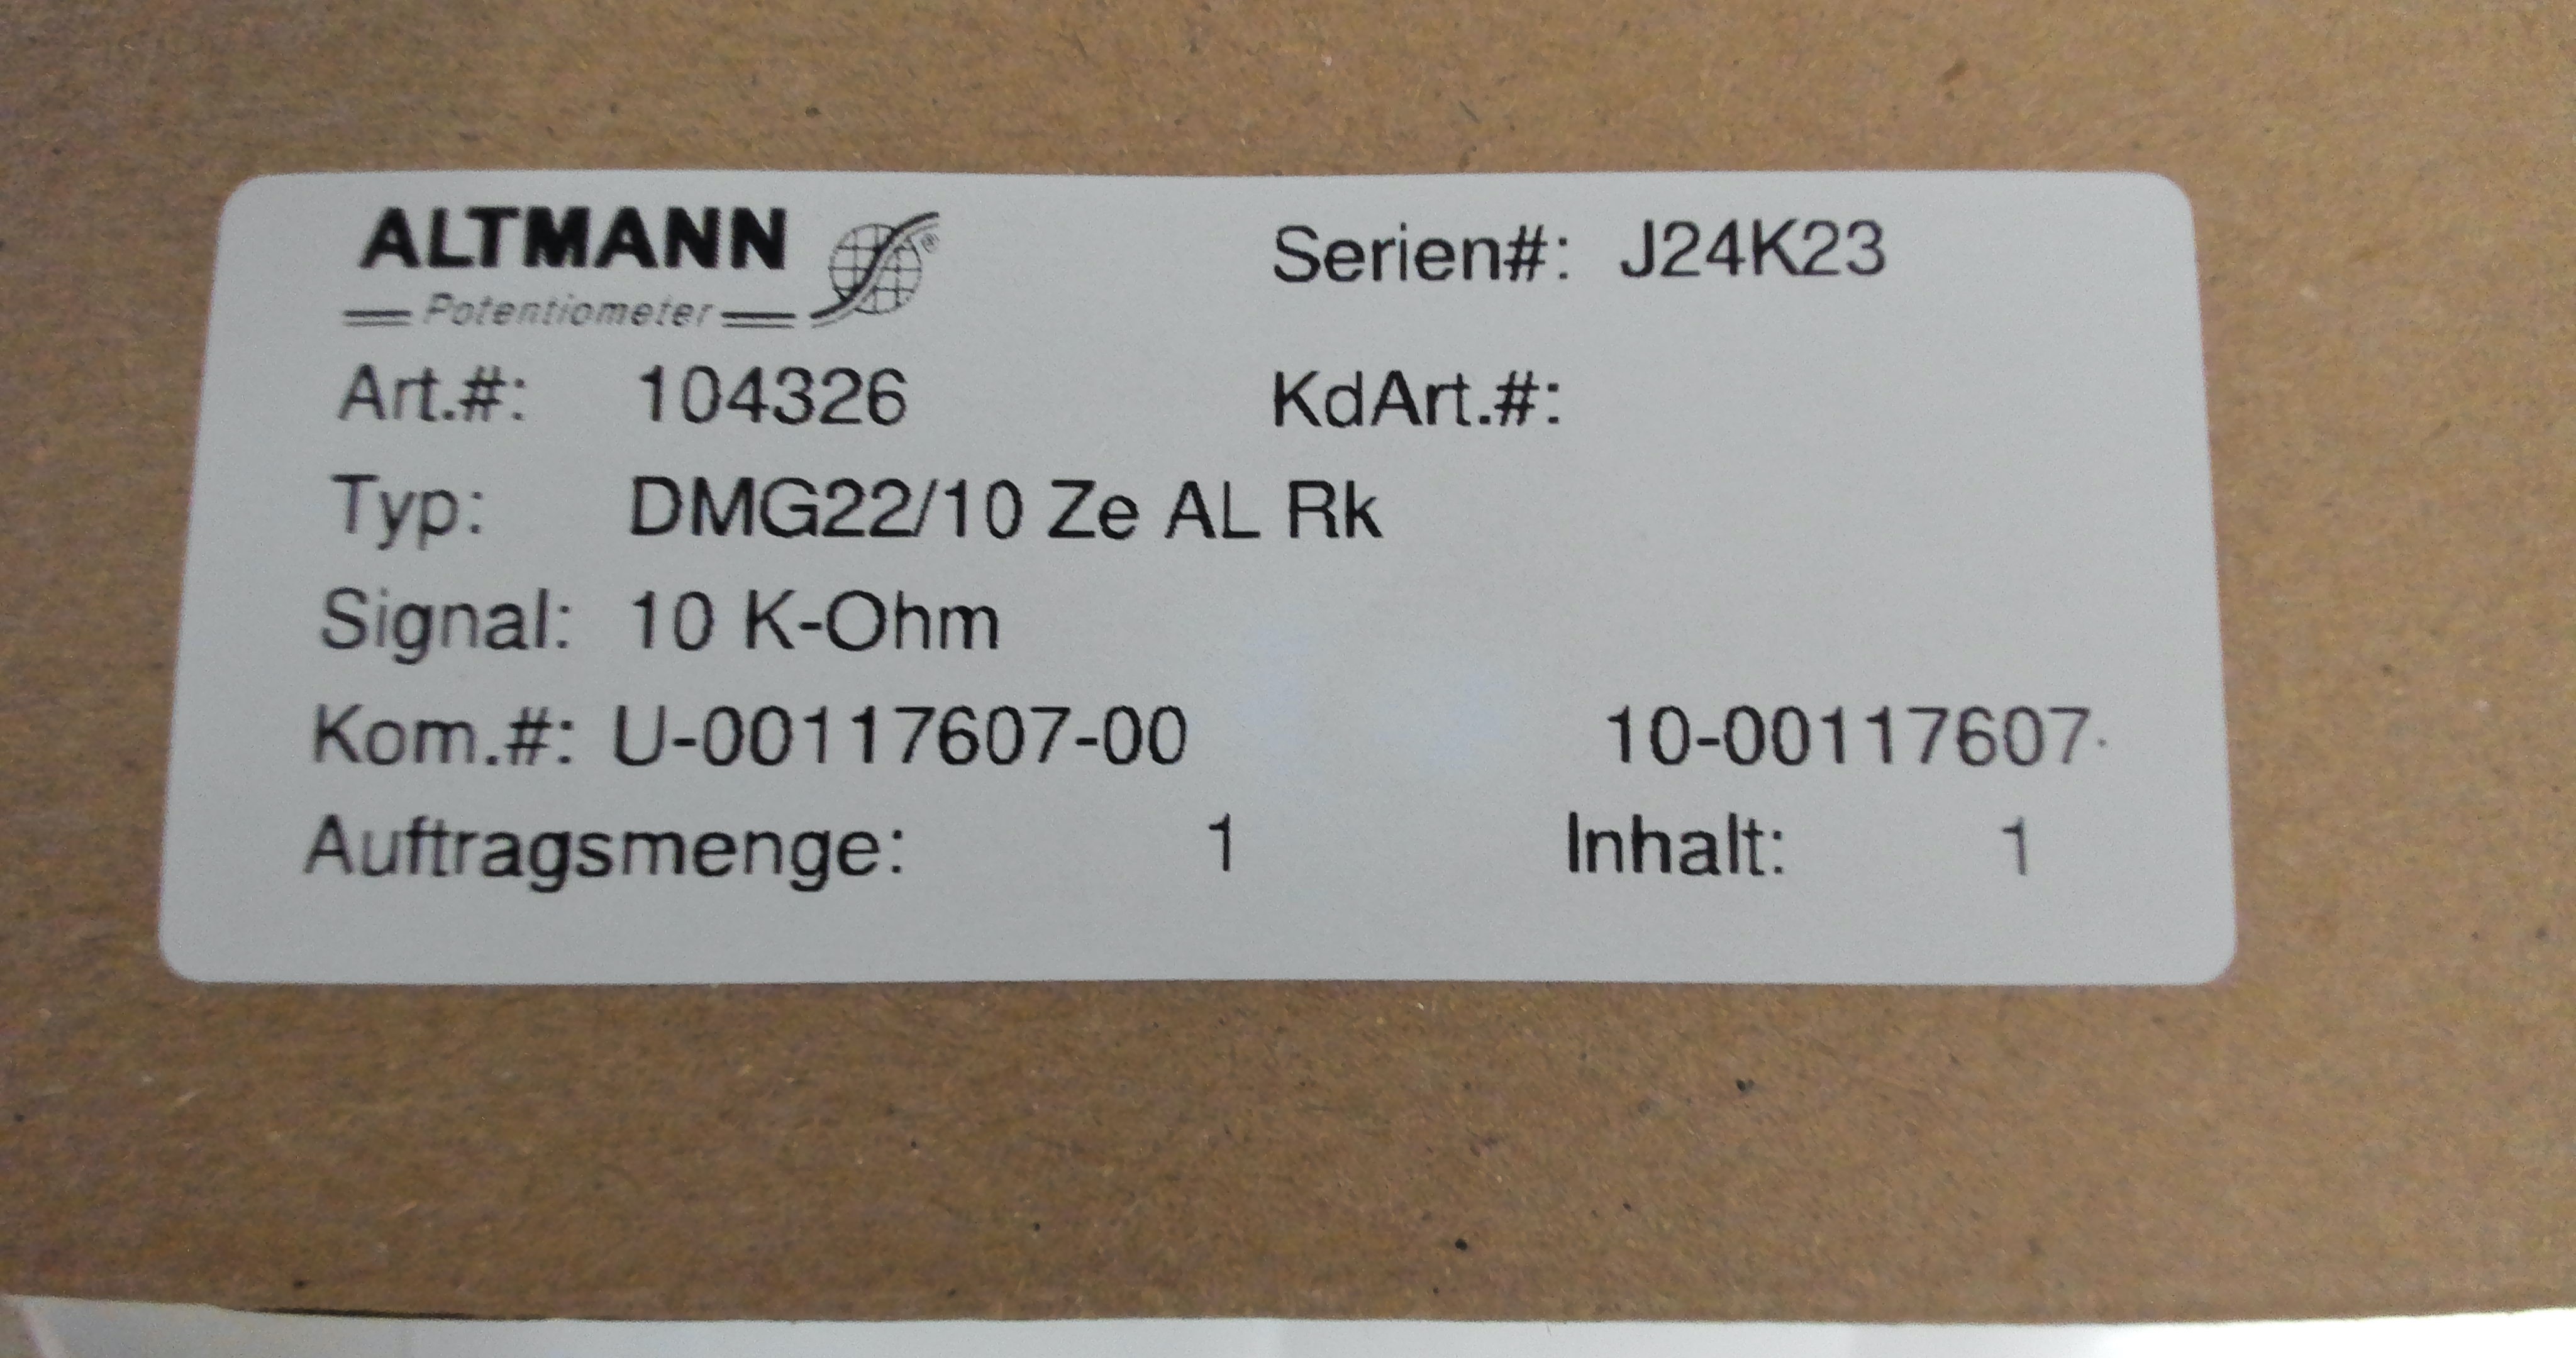 ALTMANN
Potentiometer
Serien#: J24K23
Art.#: 104326 KdArt.#:
Typ: DMG22/10 Ze AL Rk
Signal: 10 K-Ohm
Kom.#: U-00117607-00 10-00117607-
Auftragsmenge: 1 Inhalt: 1